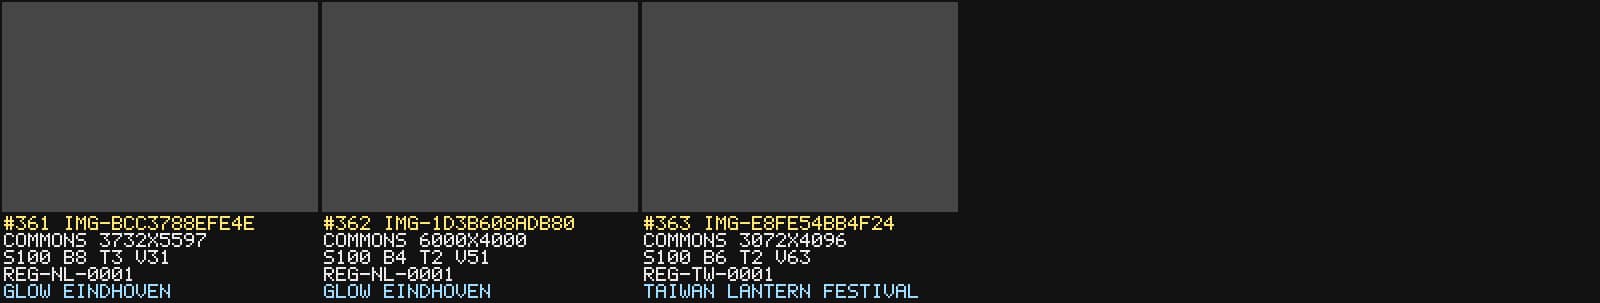 #361 IMG-BCC3788EFE4E
COMMONS 3732X5597
S100 B8 T3 V31
REG-NL-0001
GLOW EINDHOVEN
#362 IMG-1D3B608ADB80
COMMONS 6000X4000
S100 B4 T2 V51
REG-NL-0001
GLOW EINDHOVEN
#363 IMG-E8FE54BB4F24
COMMONS 3072X4096
S100 B6 T2 V63
REG-TW-0001
TAIWAN LANTERN FESTIVAL